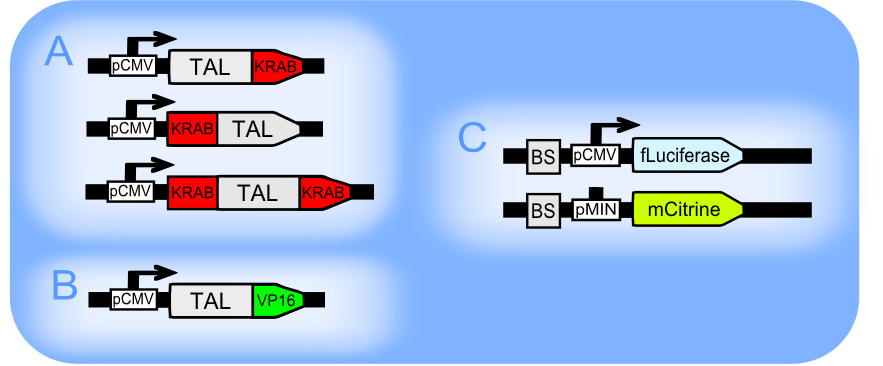 A
pCMV TAL KRAB
pCMV KRAB TAL
pCMV KRAB TAL KRAB
B
pCMV TAL VP16
C
BS pCMV fLuciferase
BS pMIN mCitrine